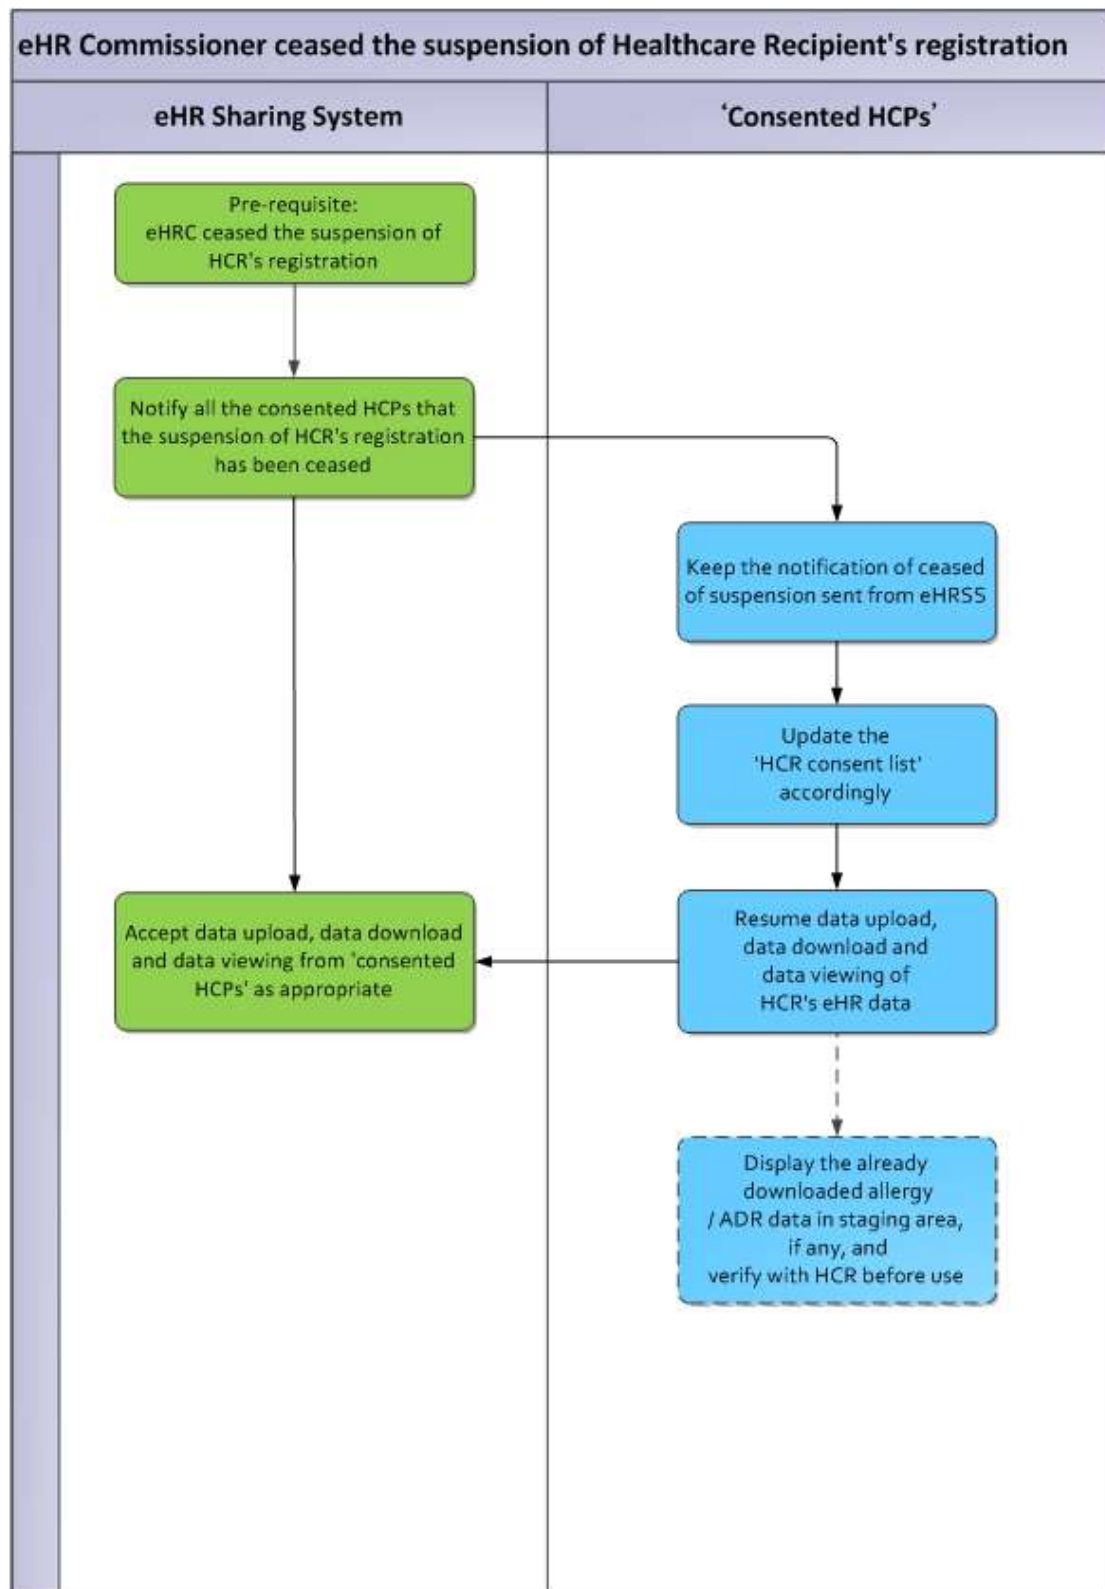 eHR Commissioner ceased the suspension of Healthcare Recipient's registration
eHR Sharing System
‘Consented HCPs’
Pre-requisite:
eHRC ceased the suspension of
HCR's registration
Notify all the consented HCPs that
the suspension of HCR's registration
has been ceased
Keep the notification of ceased
of suspension sent from eHRSS
Update the
'HCR consent list'
accordingly
Accept data upload, data download
and data viewing from 'consented
HCPs' as appropriate
Resume data upload,
data download and
data viewing of
HCR's eHR data
Display the already
downloaded allergy
/ ADR data in staging area,
if any, and
verify with HCR before use